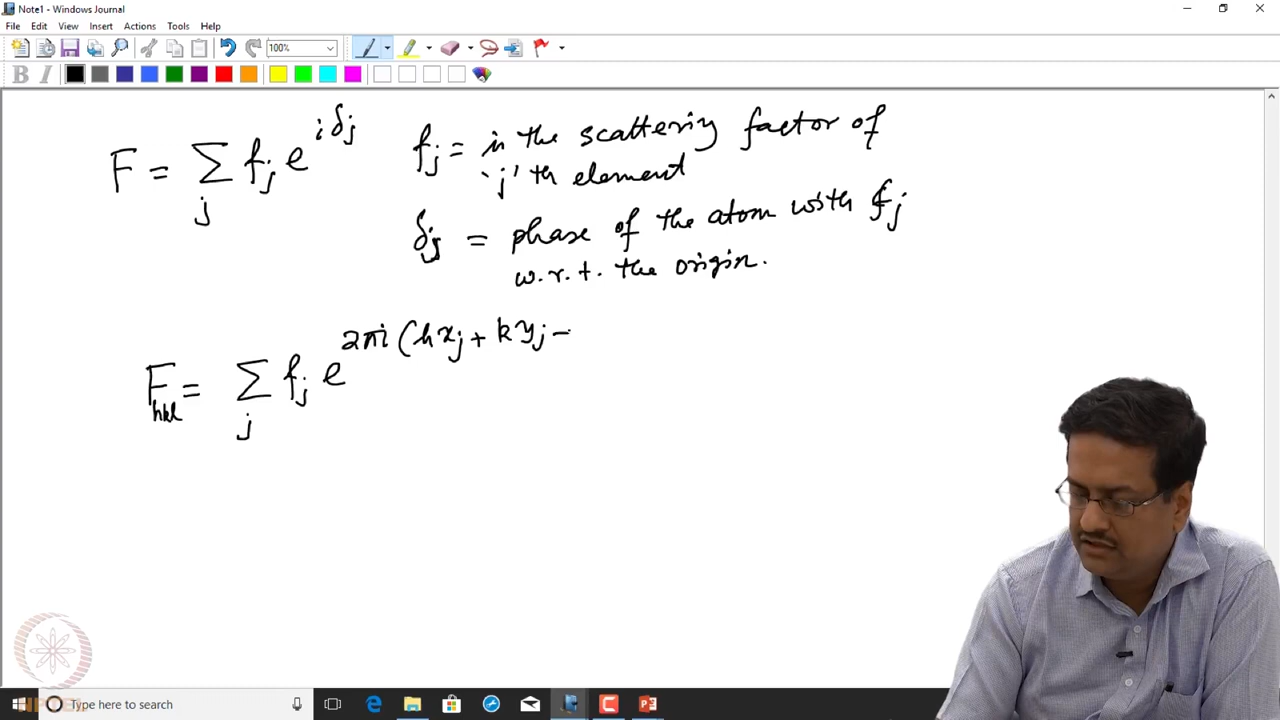 Note1 - Windows Journal
File Edit View Insert Actions Tools Help
100%
F = Σ_j f_j e^{iδ_j} f_j = is the scattering factor of
'j' th element
δ_j = phase of the atom with f_j
w.r.t. the origin.
F_hkl = Σ_j f_j e^{2πi(hx_j + ky_j –
Type here to search